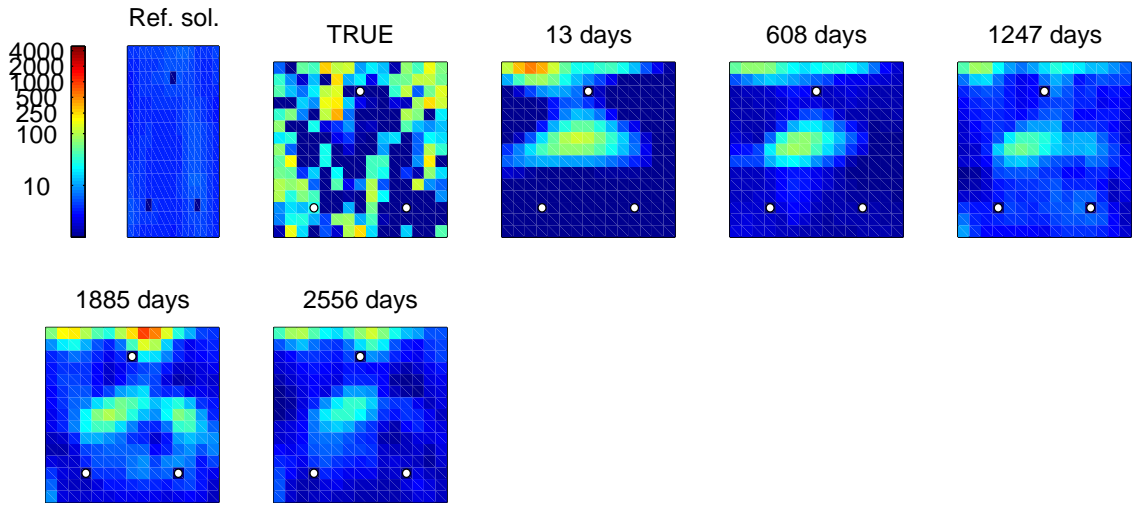 Ref. sol.
TRUE
13 days
608 days
1247 days
4000
2000
1000
500
250
100
10
1885 days
2556 days